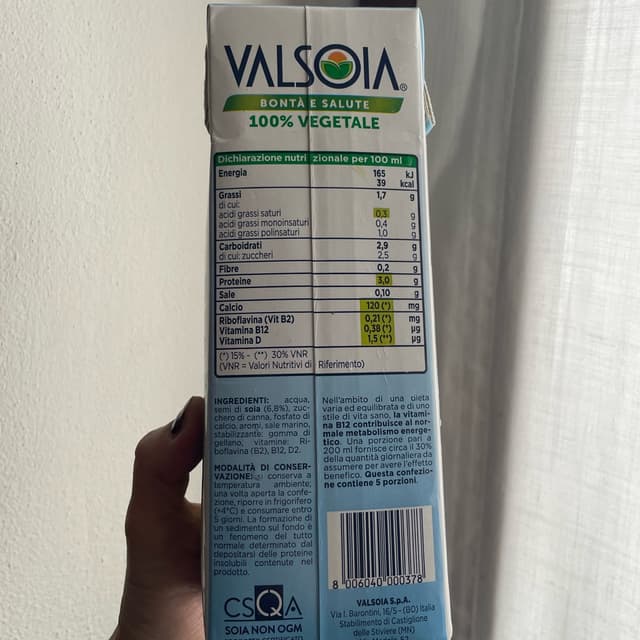 VALSOIA®
BONTÀ E SALUTE
100% VEGETALE
Dichiarazione nutrizionale per 100 ml
Energia 165 kJ
39 kcal
Grassi 1,7 g
di cui:
acidi grassi saturi 0,3 g
acidi grassi monoinsaturi 0,4 g
acidi grassi polinsaturi 1,0 g
Carboidrati 2,9 g
di cui: zuccheri 2,5 g
Fibre 0,2 g
Proteine 3,0 g
Sale 0,10 g
Calcio 120 (*) mg
Riboflavina (Vit B2) 0,21 (*) mg
Vitamina B12 0,38 (*) µg
Vitamina D 1,5 (**) µg
(*) 15% - (**) 30% VNR
(VNR = Valori Nutritivi di Riferimento)
INGREDIENTI: acqua,
semi di soia (6,8%), zuc-
chero di canna, fosfato di
calcio, aromi, sale marino,
stabilizzante: gomma di
gellano, vitamine: Ri-
boflavina (B2), B12, D2.
MODALITÀ DI CONSER-
VAZIONE: si conserva a
temperatura ambiente;
una volta aperta la confe-
zione, riporre in frigorifero
(+4°C) e consumare entro
5 giorni. La formazione di
un sedimento sul fondo è
un fenomeno del tutto
normale determinato dal
depositarsi delle proteine
insolubili contenute nel
prodotto.
Nell'ambito di una dieta
varia ed equilibrata e di uno
stile di vita sano, la vitami-
na B12 contribuisce al nor-
male metabolismo energe-
tico. Una porzione pari a
200 ml fornisce circa il 30%
della quantità giornaliera da
assumere per avere l'effetto
benefico. Questa confezio-
ne contiene 5 porzioni.
8 006040 000378
CSQA
SOIA NON OGM
VALSOIA S.p.A.
Via I. Barontini, 16/5 - (BO) Italia
Stabilimento di Castiglione
delle Stiviere (MN)